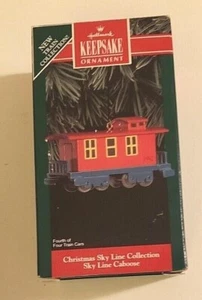 NEW
TRAIN
COLLECTION!
Hallmark
KEEPSAKE
ORNAMENT
Fourth of
Four Train Cars
Christmas Sky Line Collection
Sky Line Caboose